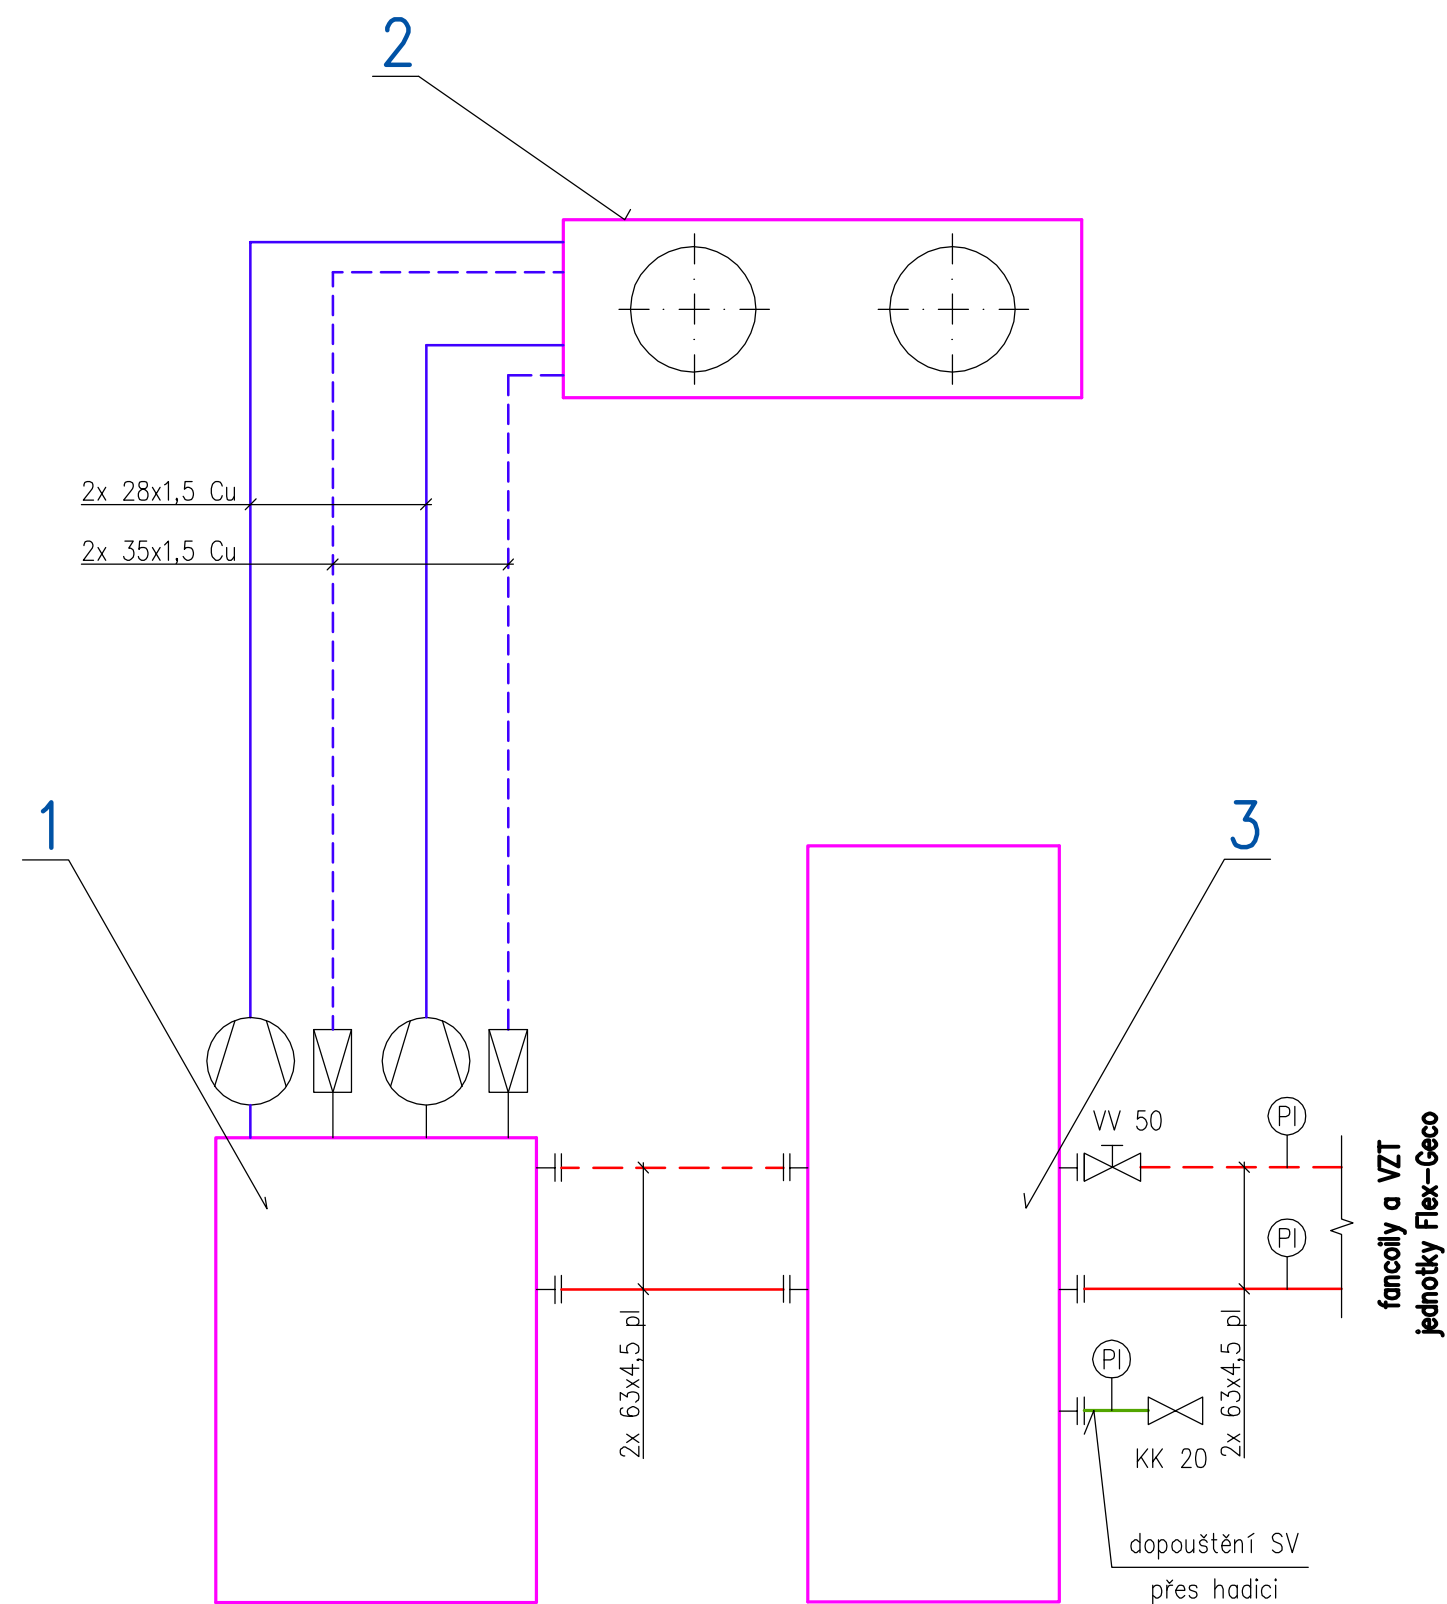 2
2x 28x1,5 Cu
2x 35x1,5 Cu
1
3
VV 50
PI
PI
PI
KK 20
2x 63x4,5 pl
2x 63x4,5 pl
fancoily a VZT
jednotky Flex-Geco
dopouštění SV
přes hadici